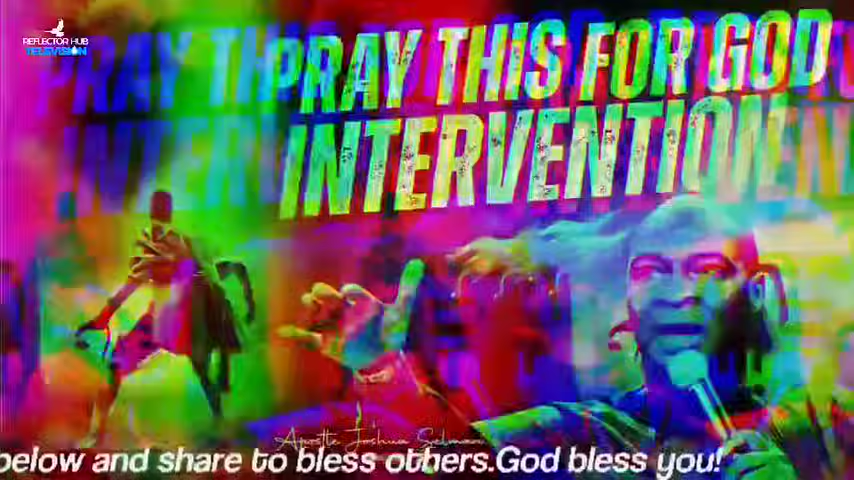 REFLECTOR HUB
TELEVISION
PRAY THIS FOR GOD
INTERVENTION
Apostle Joshua Selman
below and share to bless others.God bless you!